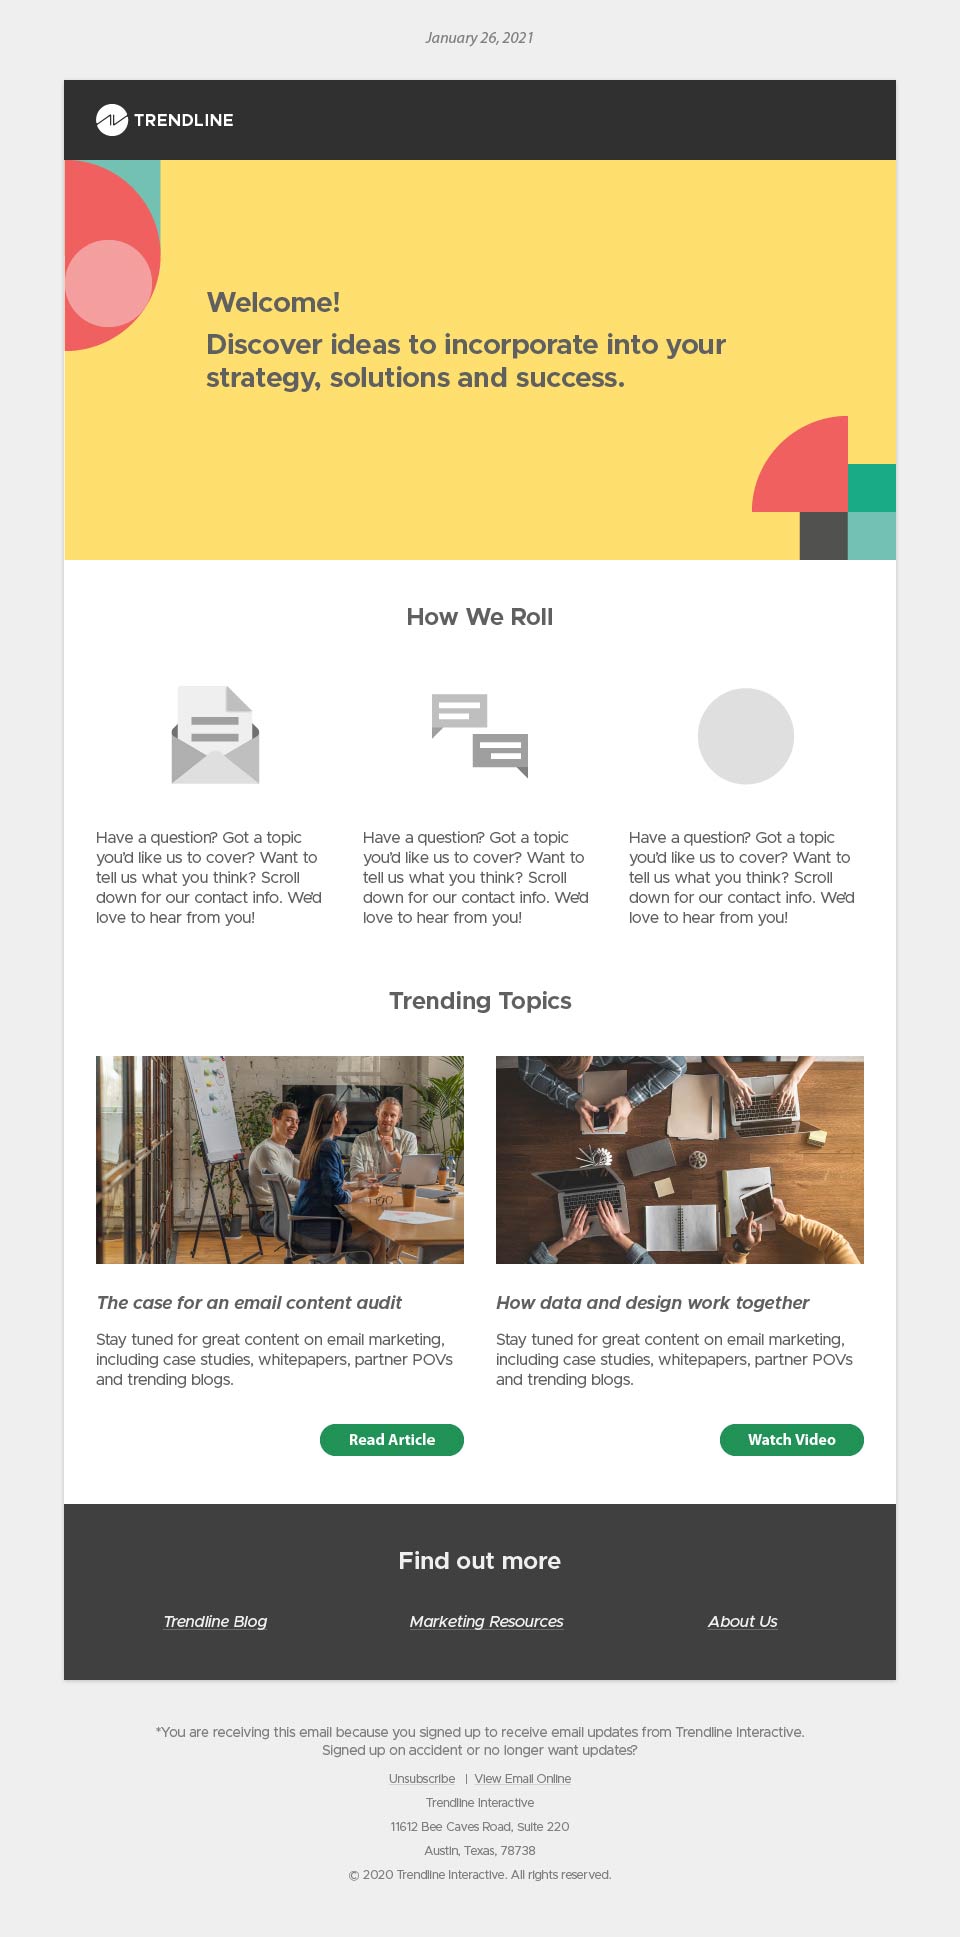 January 26, 2021
TRENDLINE
Welcome!
Discover ideas to incorporate into your
strategy, solutions and success.
How We Roll
Have a question? Got a topic
you'd like us to cover? Want to
tell us what you think? Scroll
down for our contact info. We'd
love to hear from you!
Have a question? Got a topic
you'd like us to cover? Want to
tell us what you think? Scroll
down for our contact info. We'd
love to hear from you!
Have a question? Got a topic
you'd like us to cover? Want to
tell us what you think? Scroll
down for our contact info. We'd
love to hear from you!
Trending Topics
The case for an email content audit
Stay tuned for great content on email marketing,
including case studies, whitepapers, partner POVs
and trending blogs.
Read Article
How data and design work together
Stay tuned for great content on email marketing,
including case studies, whitepapers, partner POVs
and trending blogs.
Watch Video
Find out more
Trendline Blog
Marketing Resources
About Us
*You are receiving this email because you signed up to receive email updates from Trendline Interactive.
Signed up on accident or no longer want updates?
Unsubscribe | View Email Online
Trendline Interactive
11612 Bee Caves Road, Suite 220
Austin, Texas, 78738
© 2020 Trendline Interactive. All rights reserved.